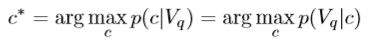 c* = arg max_c p(c|V_q) = arg max_c p(V_q|c)